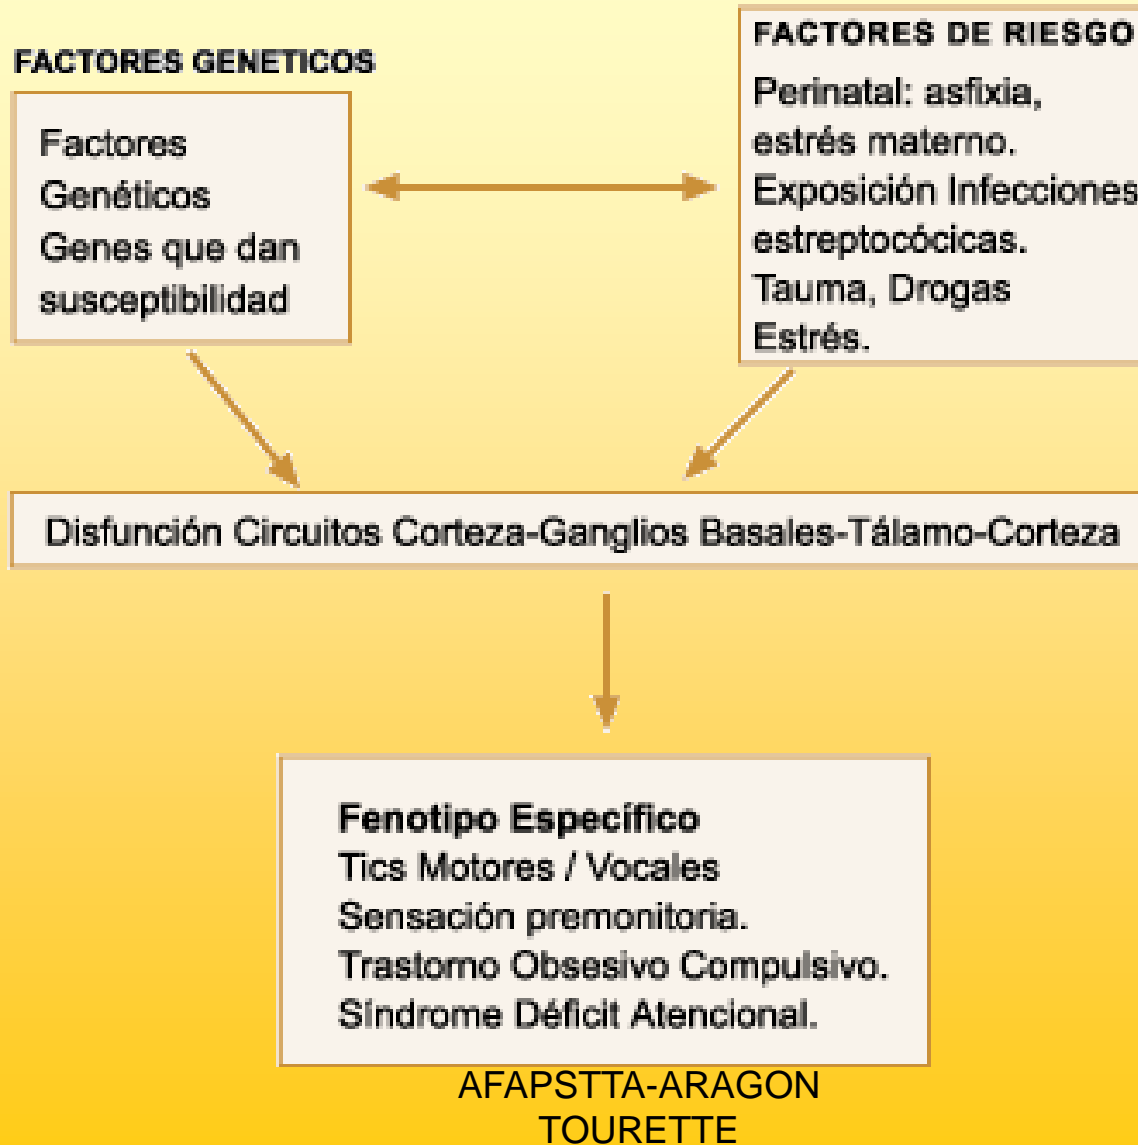 FACTORES GENETICOS
Factores
Genéticos
Genes que dan
susceptibilidad
FACTORES DE RIESGO
Perinatal: asfixia,
estrés materno.
Exposición Infecciones
estreptocócicas.
Tauma, Drogas
Estrés.
Disfunción Circuitos Corteza-Ganglios Basales-Tálamo-Corteza
Fenotipo Específico
Tics Motores / Vocales
Sensación premonitoria.
Trastorno Obsesivo Compulsivo.
Síndrome Déficit Atencional.
AFAPSTTA-ARAGON
TOURETTE